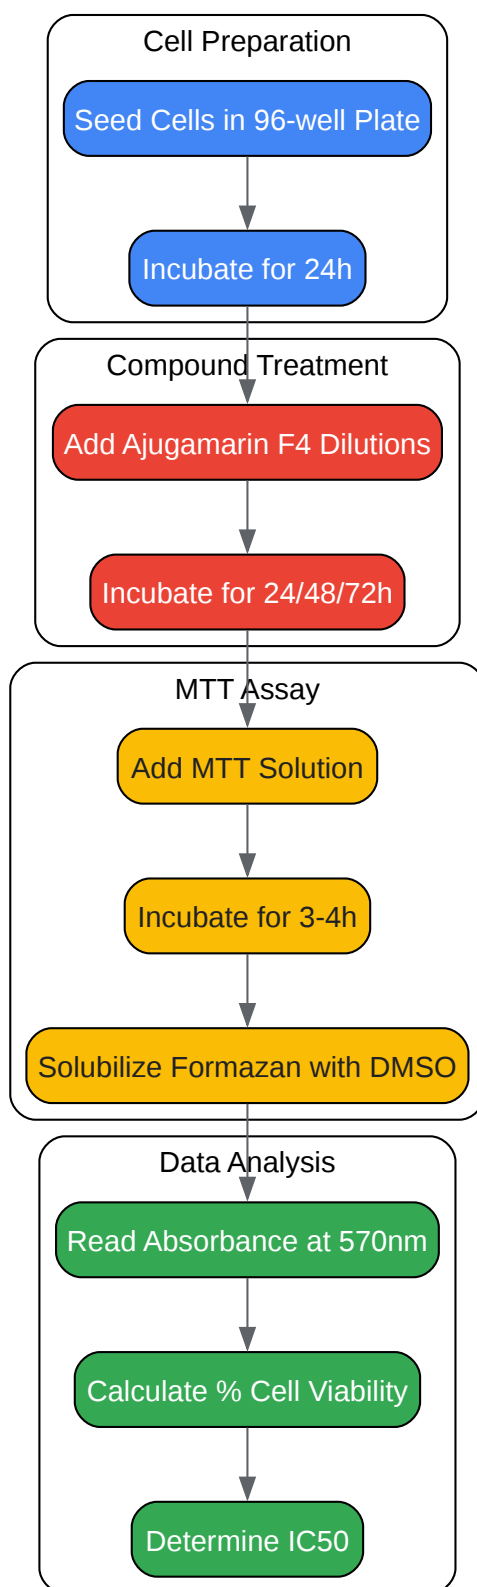 Cell Preparation
Seed Cells in 96-well Plate
Incubate for 24h
Compound Treatment
Add Ajugamarin F4 Dilutions
Incubate for 24/48/72h
MTT Assay
Add MTT Solution
Incubate for 3-4h
Solubilize Formazan with DMSO
Data Analysis
Read Absorbance at 570nm
Calculate % Cell Viability
Determine IC50